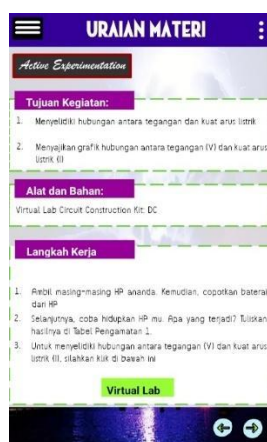 URAIAN MATERI
Active Experimentation
Tujuan Kegiatan:
1. Menyelidiki hubungan antara tegangan dan kuat arus listrik
2. Menyajikan grafik hubungan antara tegangan (V) dan kuat arus
listrik (I)
Alat dan Bahan:
Virtual Lab Circuit Construction Kit: DC
Langkah Kerja
1. Ambil masing-masing HP ananda. Kemudian, copotkan baterai
dari HP
2. Selanjutnya, coba hidupkan HP mu. Apa yang terjadi? Tuliskan
hasilnya di Tabel Pengamatan 1.
3. Untuk menyelidiki hubungan antara tegangan (V) dan kuat arus
listrik (I), silahkan klik di bawah ini
Virtual Lab